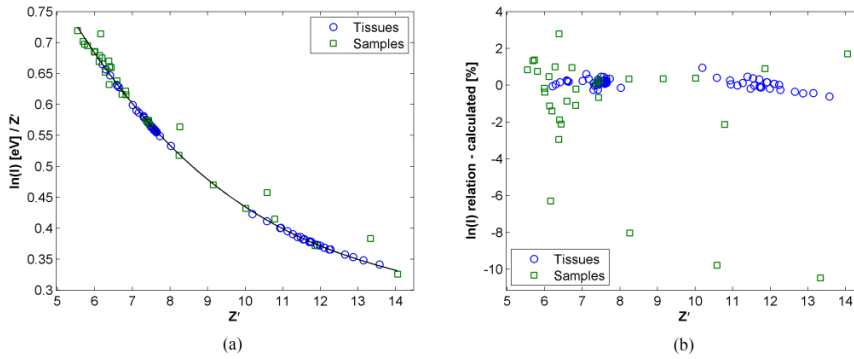 0.75
0.7
0.65
0.6
0.55
0.5
0.45
0.4
0.35
0.3
ln(I) [eV] / Z'
5 6 7 8 9 10 11 12 13 14
Z'
Tissues
Samples
(a)
4
2
0
-2
-4
-6
-8
-10
ln(I) relation - calculated [%]
5 6 7 8 9 10 11 12 13 14
Z'
Tissues
Samples
(b)